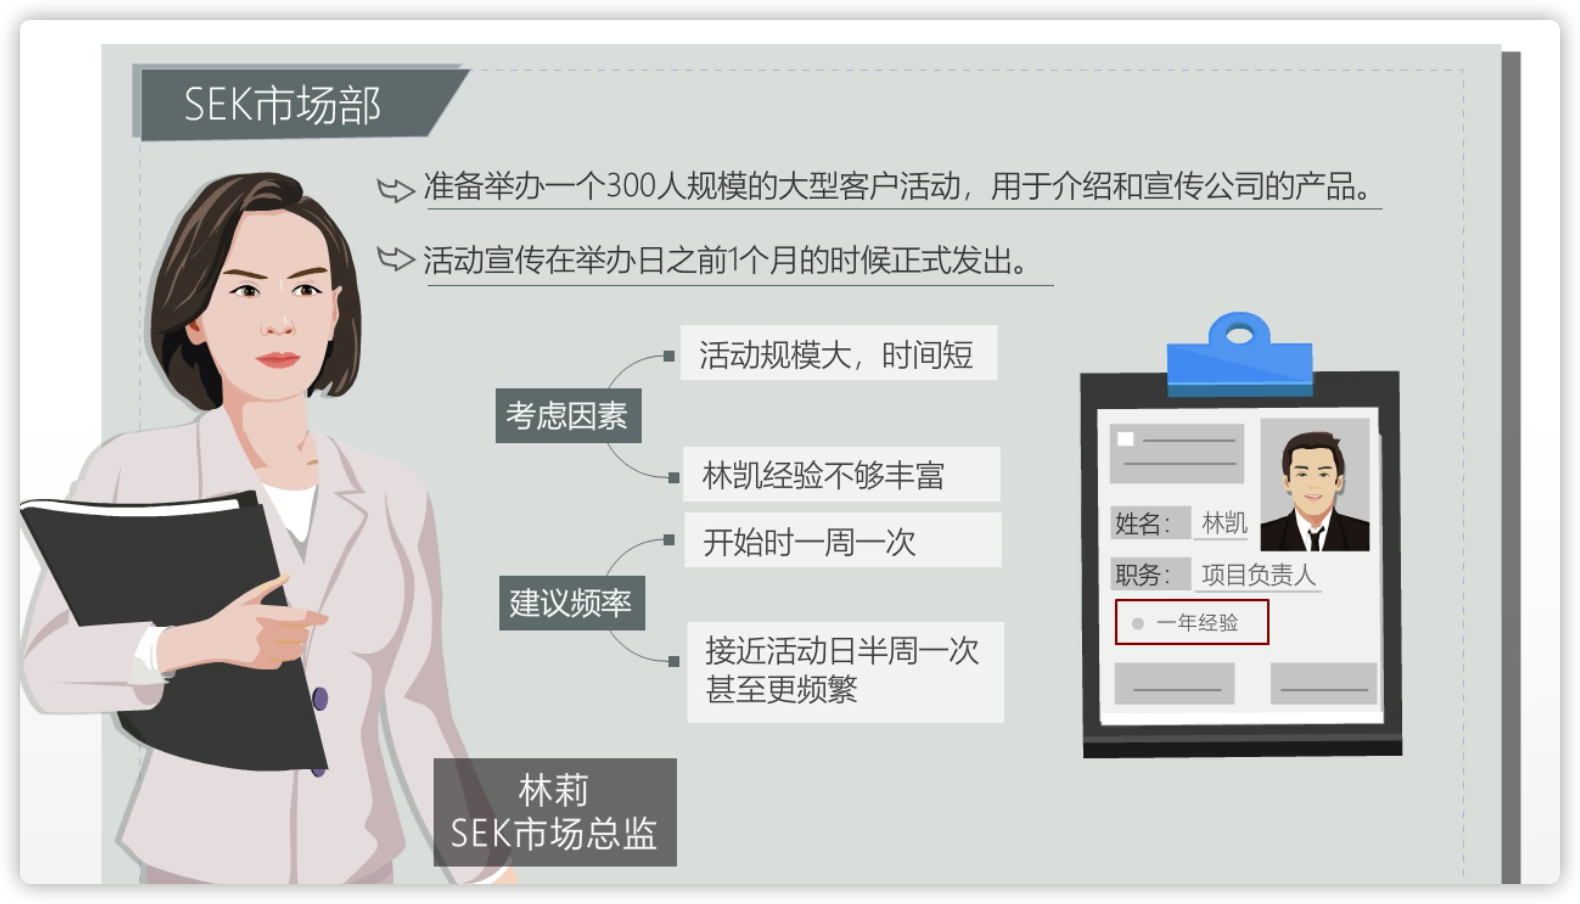 SEK市场部
准备举办一个300人规模的大型客户活动，用于介绍和宣传公司的产品。
活动宣传在举办日之前1个月的时候正式发出。
考虑因素
活动规模大，时间短
林凯经验不够丰富
建议频率
开始时一周一次
接近活动日半周一次
甚至更频繁
姓名： 林凯
职务： 项目负责人
一年经验
林莉
SEK市场总监